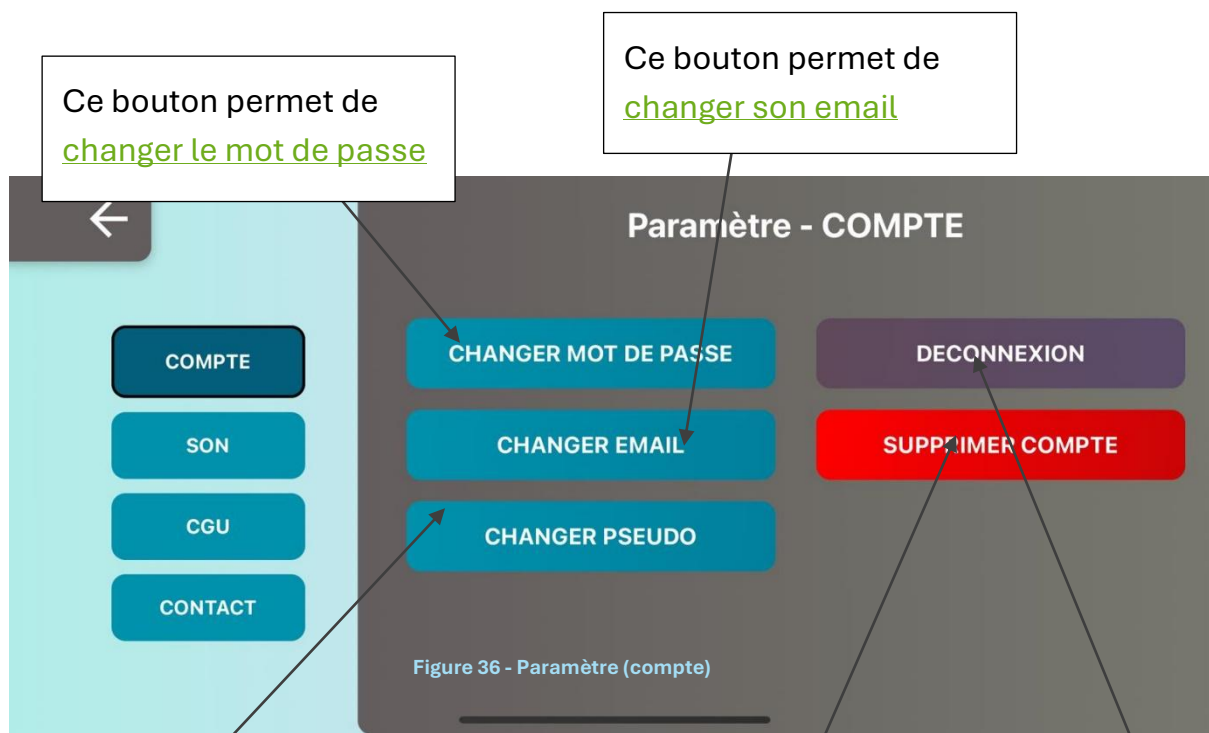 Ce bouton permet de
changer son email
Ce bouton permet de
changer le mot de passe
Paramètre - COMPTE
COMPTE
SON
CGU
CONTACT
CHANGER MOT DE PASSE
CHANGER EMAIL
CHANGER PSEUDO
DECONNEXION
SUPPRIMER COMPTE
Figure 36 - Paramètre (compte)